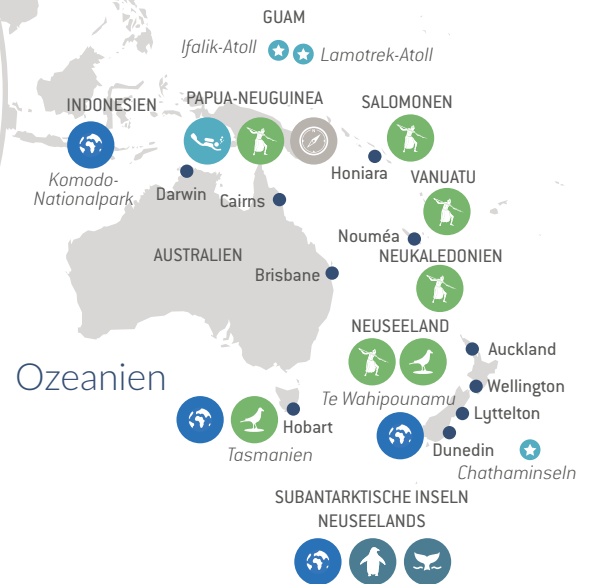 GUAM
Ifalik-Atoll
Lamotrek-Atoll
INDONESIEN
PAPUA-NEUGUINEA
SALOMONEN
Komodo-
Nationalpark
Darwin
Cairns
Honiara
VANUATU
Nouméa
NEUKALEDONIEN
AUSTRALIEN
Brisbane
NEUSEELAND
Auckland
Ozeanien
Te Wahipounamu
Wellington
Lyttelton
Hobart
Tasmanien
Dunedin
Chathaminseln
SUBANTARKTISCHE INSELN
NEUSEELANDS